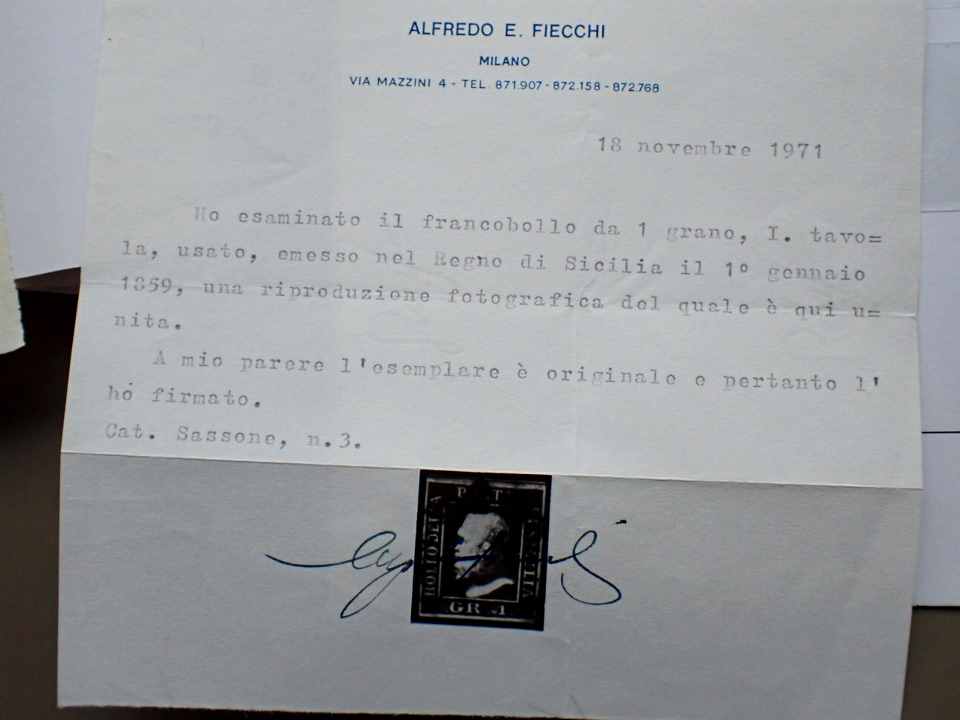 ALFREDO E. FIECCHI
MILANO
VIA MAZZINI 4 - TEL. 871.907 - 872.158 - 872.768
18 novembre 1971
Ho esaminato il francobollo da 1 grano, I. tavo=
la, usato, emesso nel Regno di Sicilia il 1° gennaio
1859, una riproduzione fotografica del quale è qui u=
nita.
A mio parere l'esemplare è originale e pertanto l'
ho firmato.
Cat. Sassone, n.3.
GR. 1